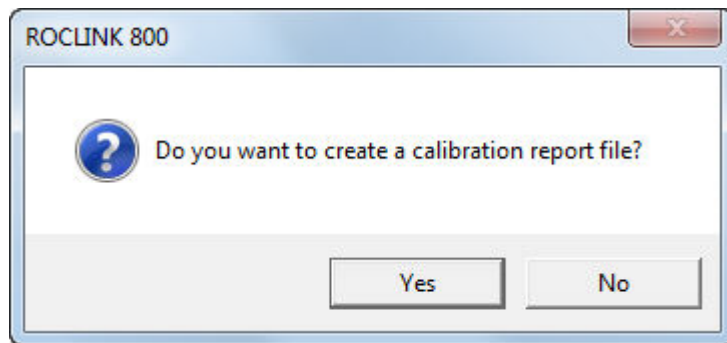 ROCLINK 800
Do you want to create a calibration report file?
Yes No